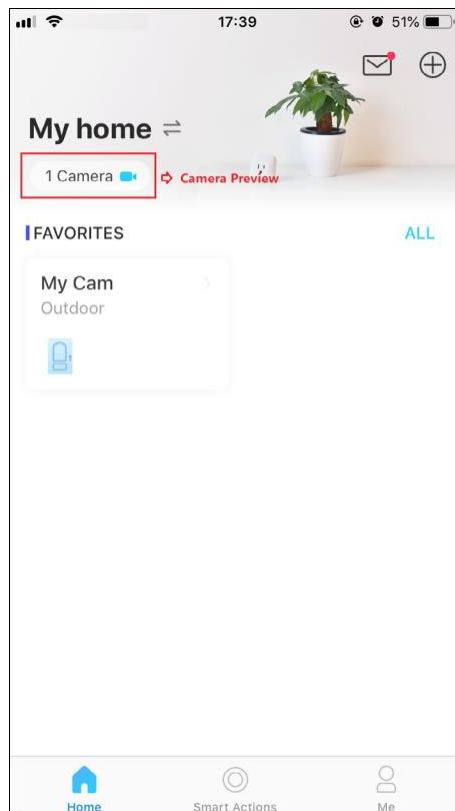 17:39
51%
My home
1 Camera
Camera Preview
FAVORITES
ALL
My Cam
Outdoor
Home
Smart Actions
Me